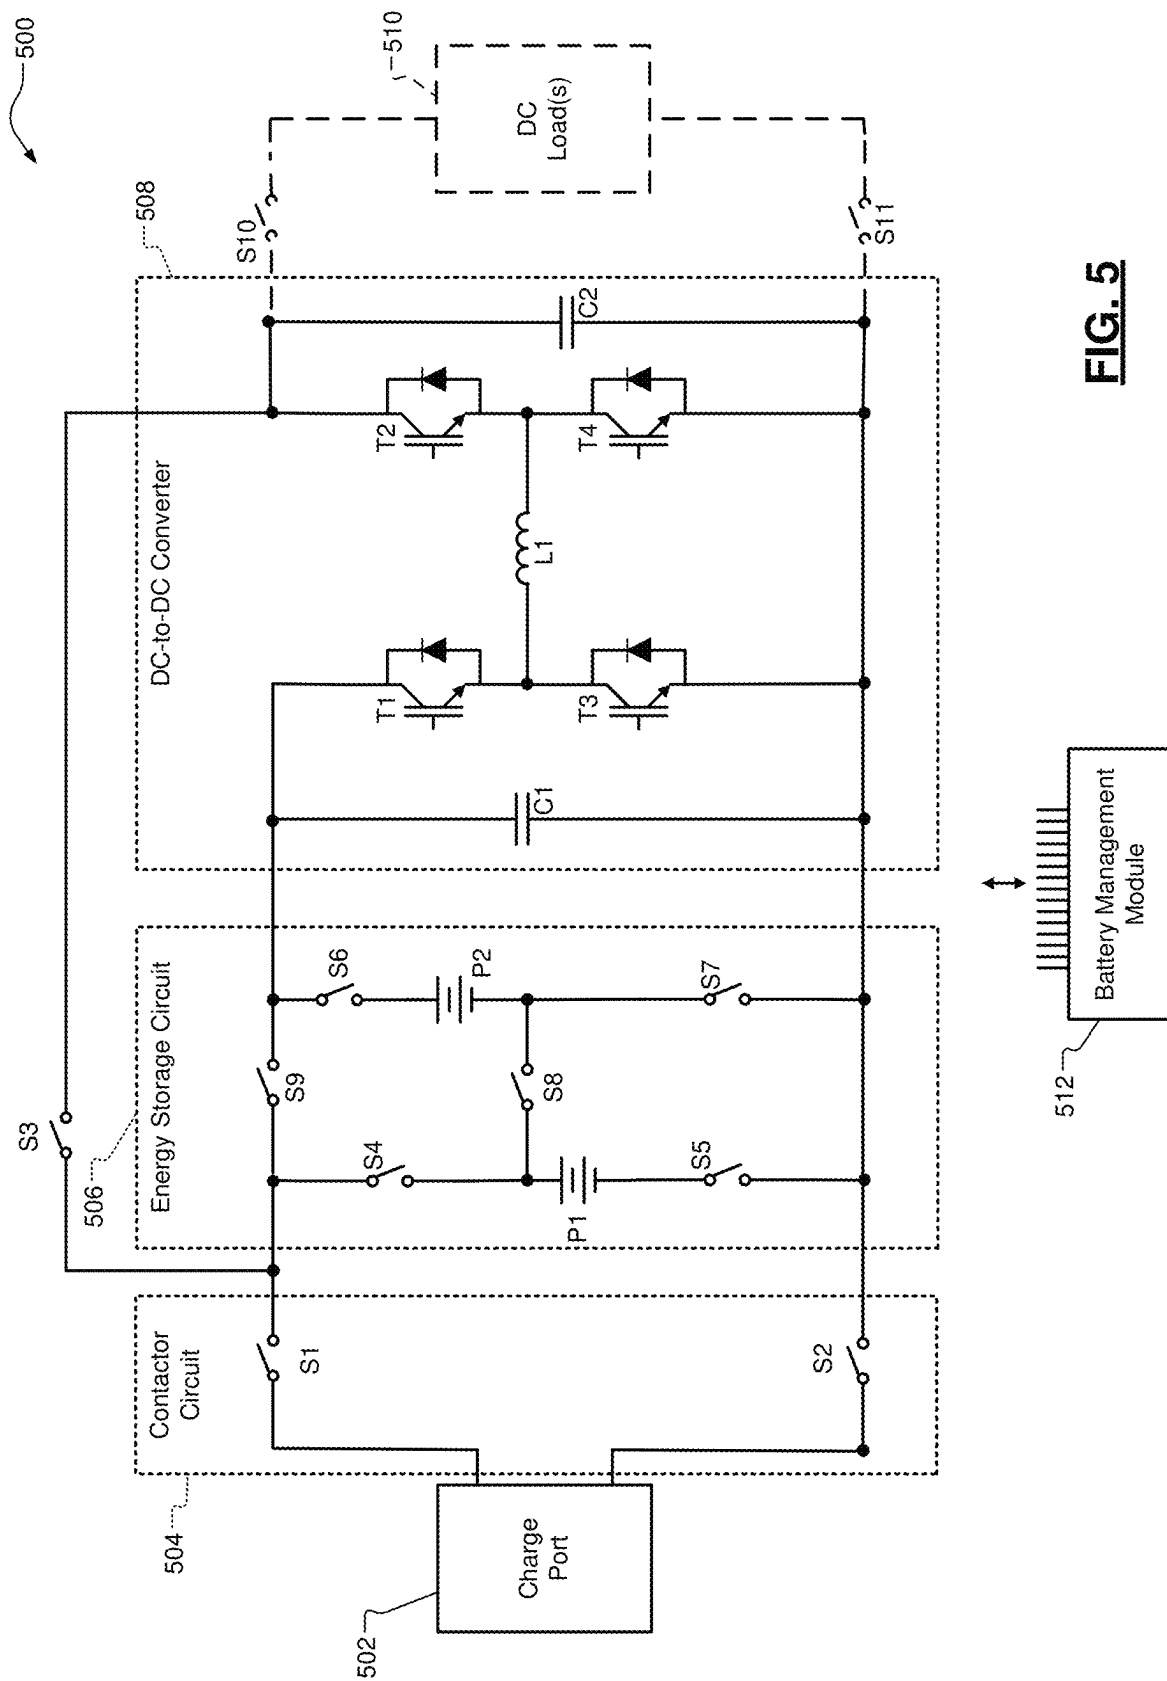 500
502
Charge
Port
504
Contactor
Circuit
S1
S2
S3
506
Energy Storage Circuit
S9
S4
S6
P2
S8
P1
S5
S7
508
DC-to-DC Converter
C1
T1
T3
L1
T2
T4
C2
S10
S11
510
DC
Load(s)
512
Battery Management
Module
FIG. 5